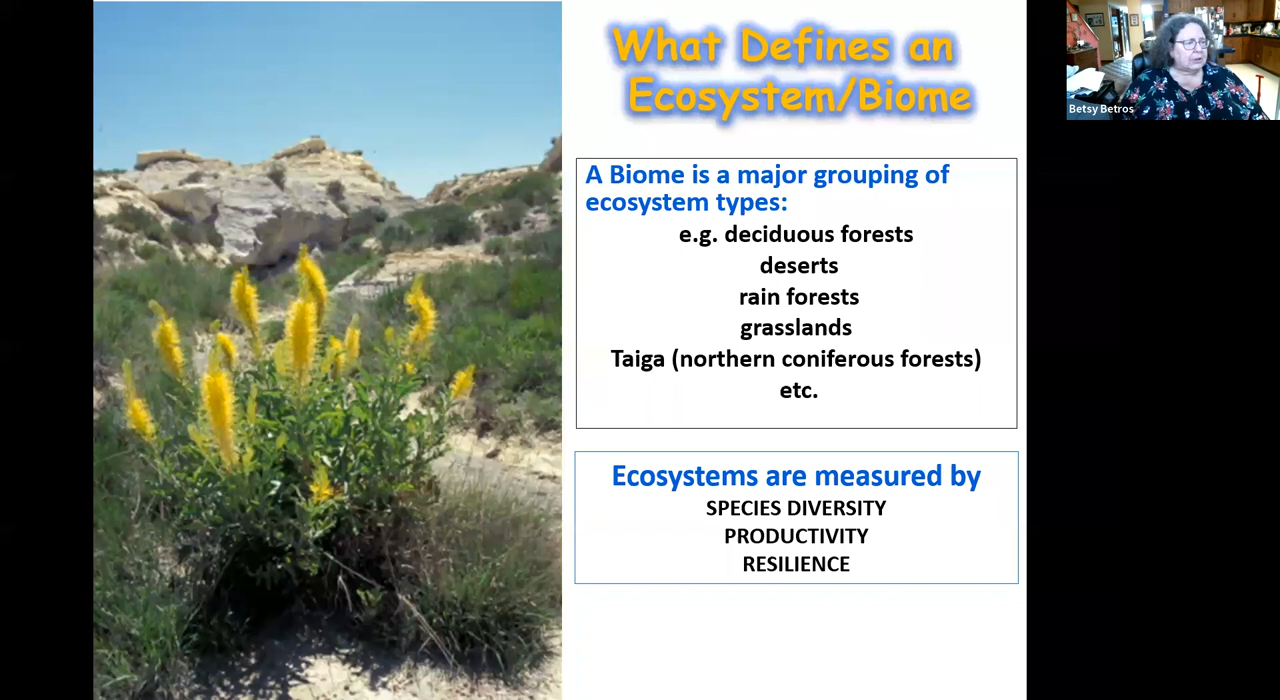 What Defines an
Ecosystem/Biome
Betsy Betros
A Biome is a major grouping of
ecosystem types:
e.g. deciduous forests
deserts
rain forests
grasslands
Taiga (northern coniferous forests)
etc.
Ecosystems are measured by
SPECIES DIVERSITY
PRODUCTIVITY
RESILIENCE